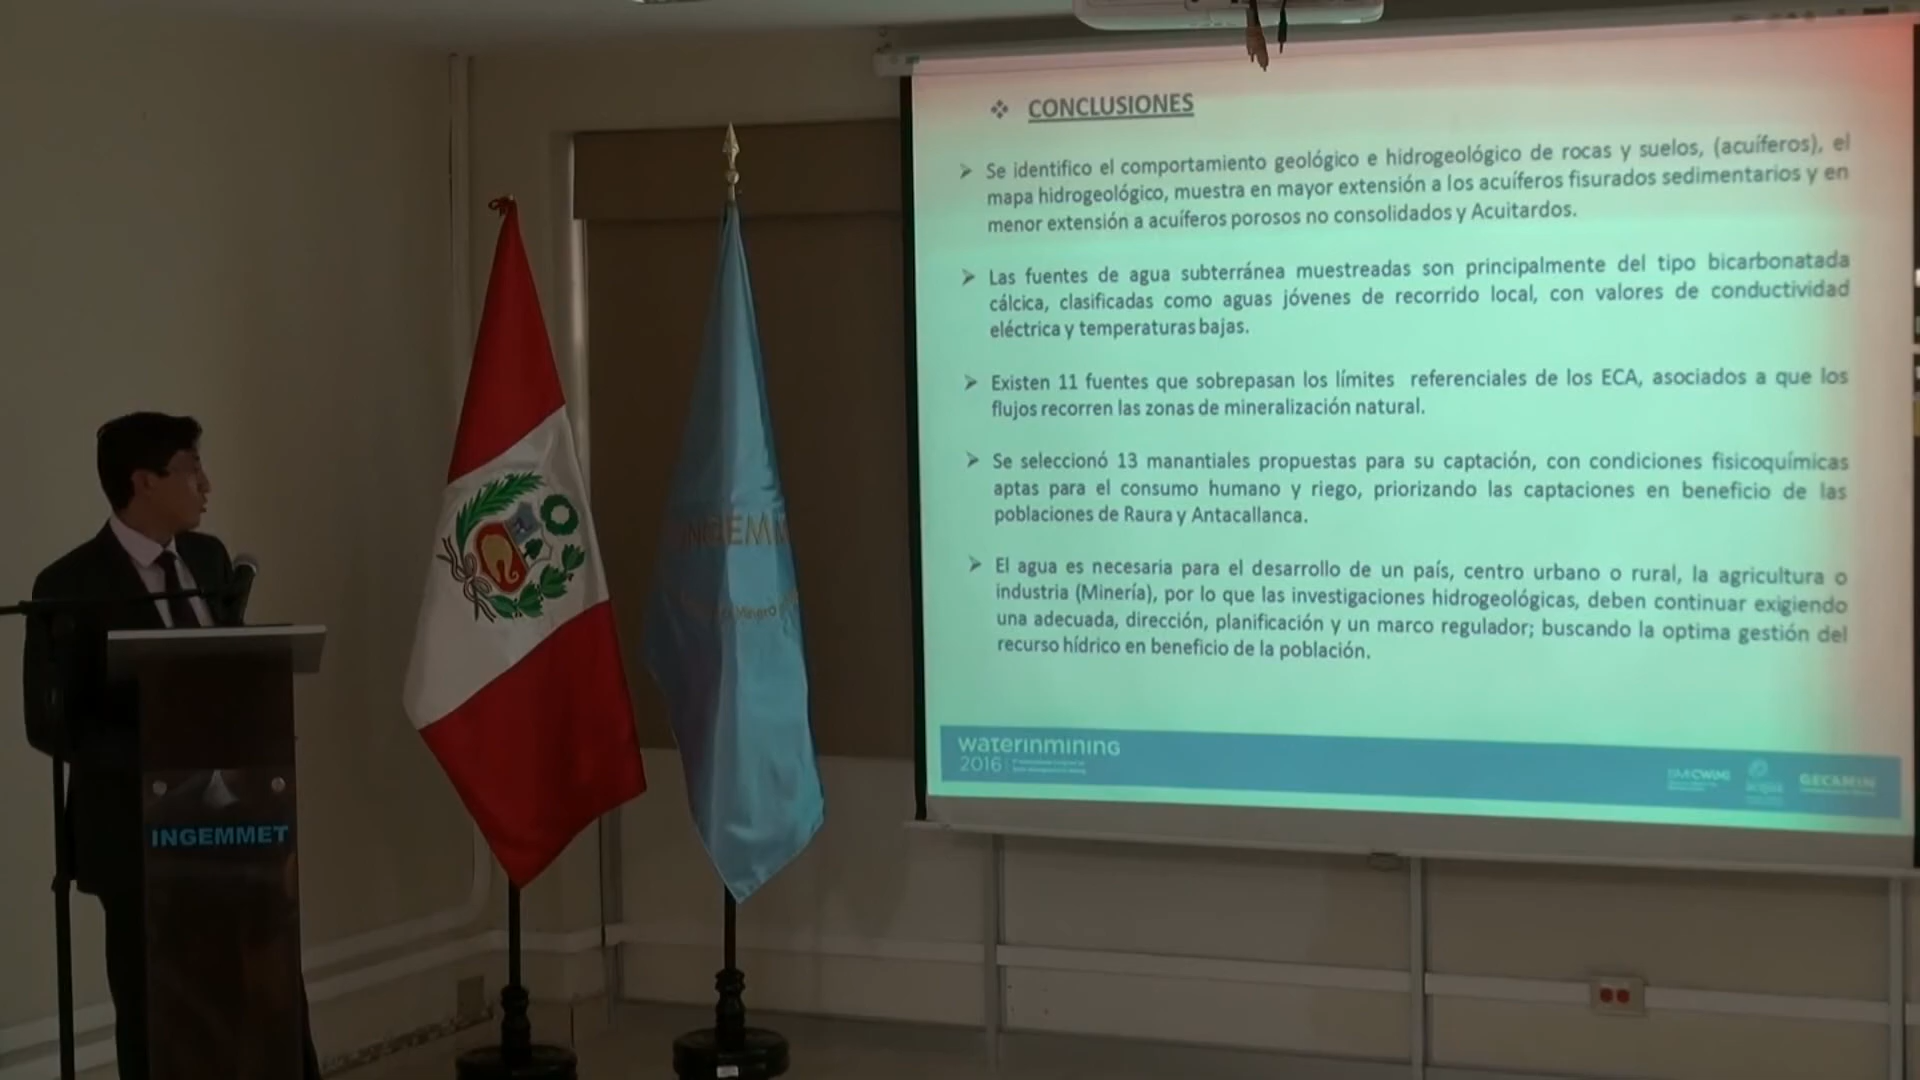 ❖ CONCLUSIONES
➢ Se identifico el comportamiento geológico e hidrogeológico de rocas y suelos, (acuíferos), el
mapa hidrogeológico, muestra en mayor extensión a los acuíferos fisurados sedimentarios y en
menor extensión a acuíferos porosos no consolidados y Acuitardos.
➢ Las fuentes de agua subterránea muestreadas son principalmente del tipo bicarbonatada
cálcica, clasificadas como aguas jóvenes de recorrido local, con valores de conductividad
eléctrica y temperaturas bajas.
➢ Existen 11 fuentes que sobrepasan los límites referenciales de los ECA, asociados a que los
flujos recorren las zonas de mineralización natural.
➢ Se seleccionó 13 manantiales propuestas para su captación, con condiciones fisicoquímicas
aptas para el consumo humano y riego, priorizando las captaciones en beneficio de las
poblaciones de Raura y Antacallanca.
➢ El agua es necesaria para el desarrollo de un país, centro urbano o rural, la agricultura o
industria (Minería), por lo que las investigaciones hidrogeológicas, deben continuar exigiendo
una adecuada, dirección, planificación y un marco regulador; buscando la optima gestión del
recurso hídrico en beneficio de la población.
waterinmining
2016
GECAMIN
INGEMM
Minero
INGEMMET